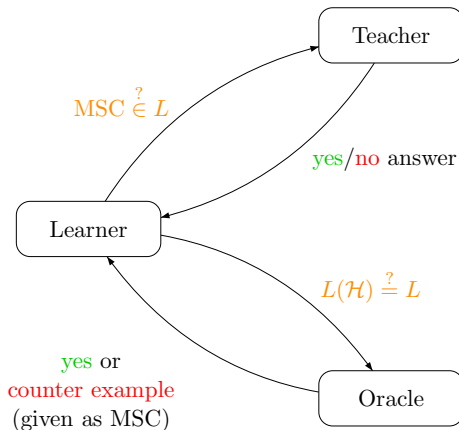 Teacher
MSC ?∈ L
yes/no answer
Learner
L(ℋ) ?= L
yes or
counter example
(given as MSC)
Oracle